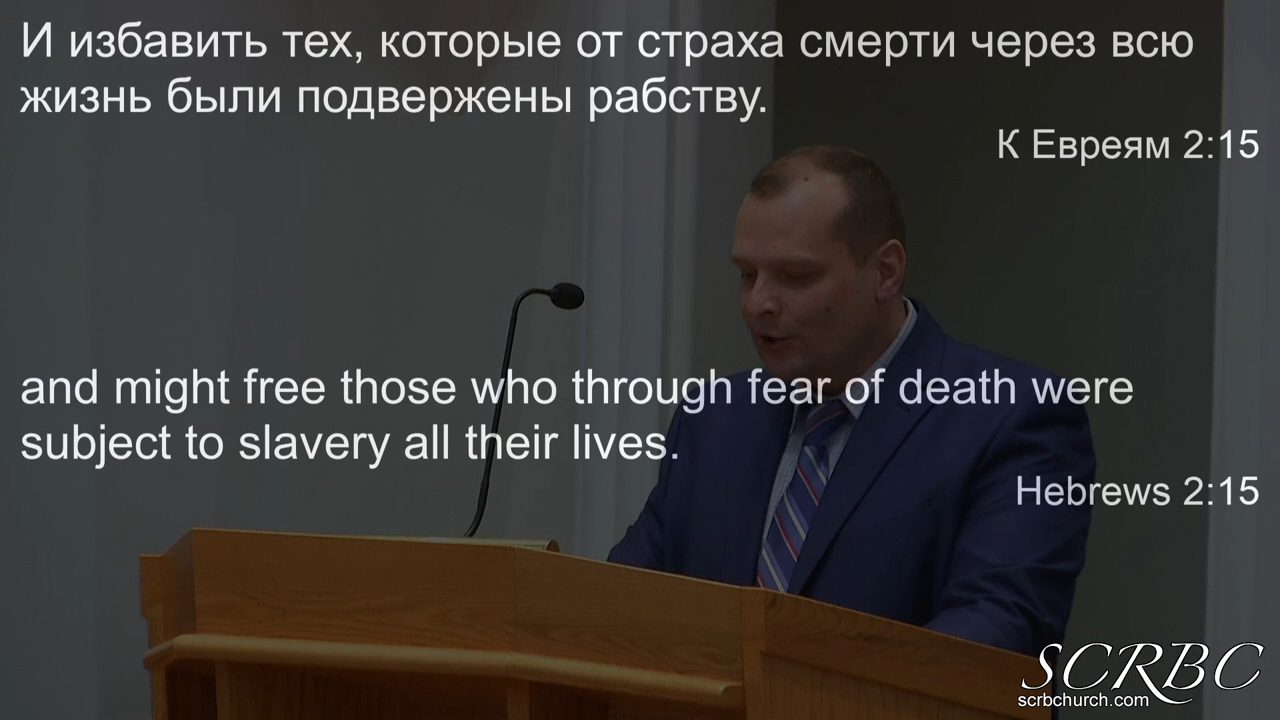 И избавить тех, которые от страха смерти через всю
жизнь были подвержены рабству.
К Евреям 2:15
and might free those who through fear of death were
subject to slavery all their lives.
Hebrews 2:15
SCRBC
scrbchurch.com